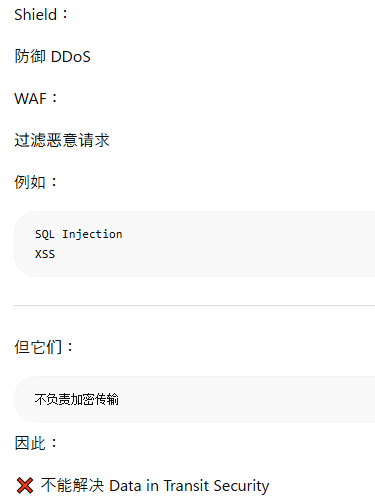 Shield：
防御 DDoS
WAF：
过滤恶意请求
例如：
SQL Injection
XSS
但它们：
不负责加密传输
因此：
❌ 不能解决 Data in Transit Security